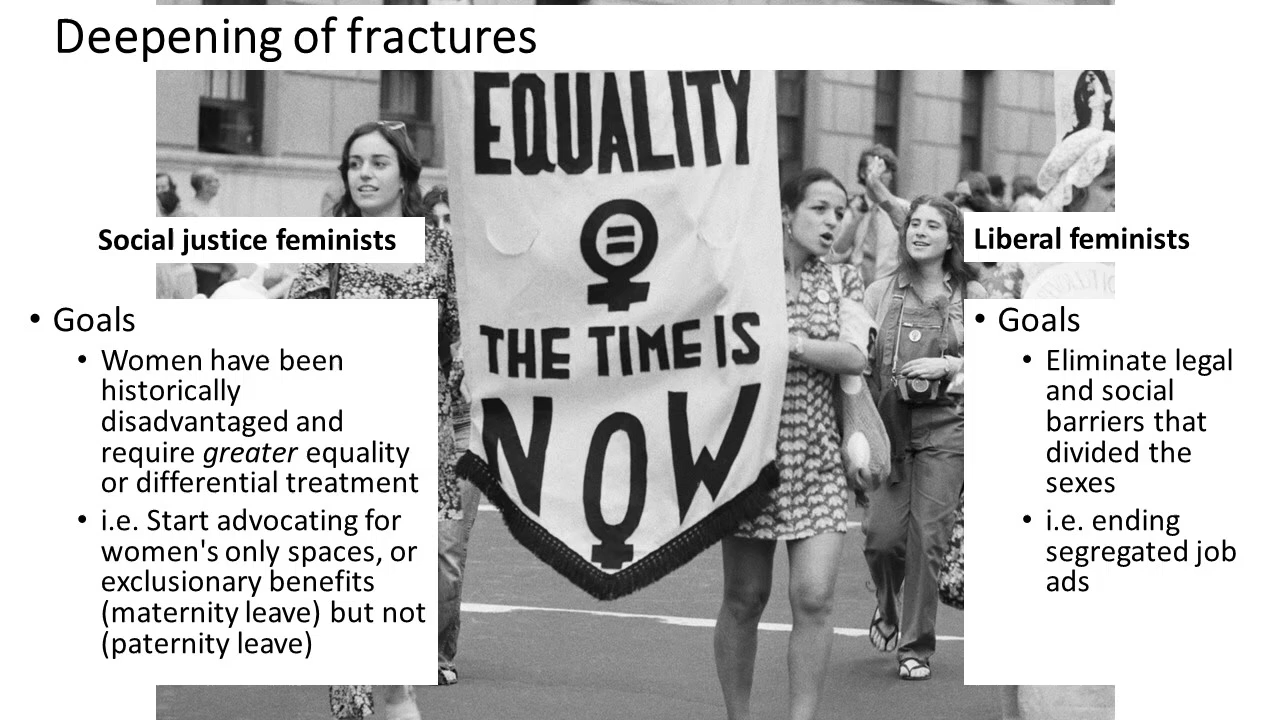 Deepening of fractures
EQUALITY
THE TIME IS
NOW
Social justice feminists
• Goals
• Women have been
historically
disadvantaged and
require greater equality
or differential treatment
• i.e. Start advocating for
women's only spaces, or
exclusionary benefits
(maternity leave) but not
(paternity leave)
Liberal feminists
• Goals
• Eliminate legal
and social
barriers that
divided the
sexes
• i.e. ending
segregated job
ads